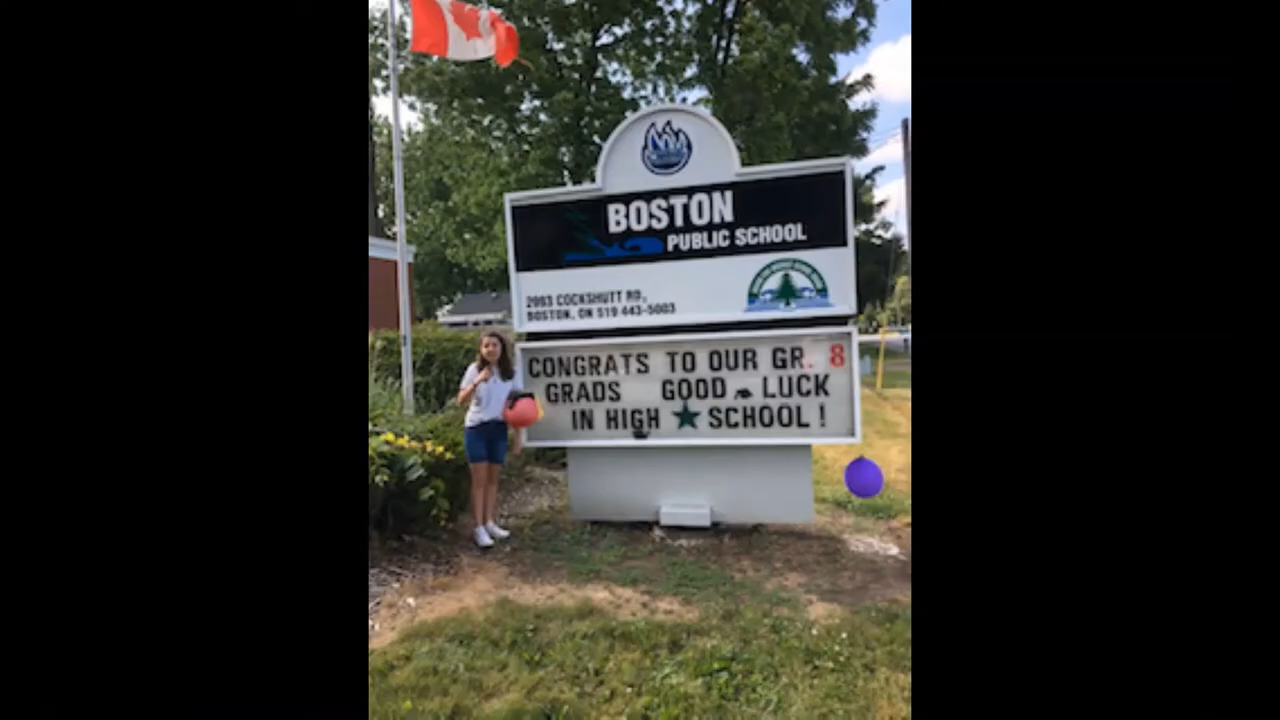 BOSTON
PUBLIC SCHOOL
2993 COCKSHUTT RD.,
BOSTON, ON 519 443-5003
CONGRATS TO OUR GR. 8
GRADS GOOD LUCK
IN HIGH SCHOOL!